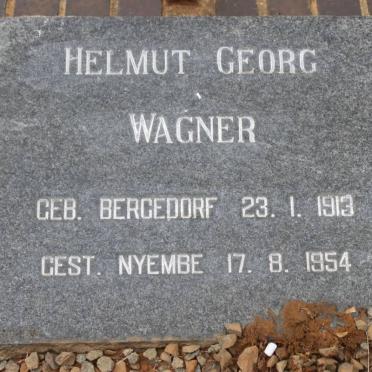 HELMUT GEORG
WAGNER
GEB. BERGEDORF 23. 1. 1913
GEST. NYEMBE 17. 8. 1954